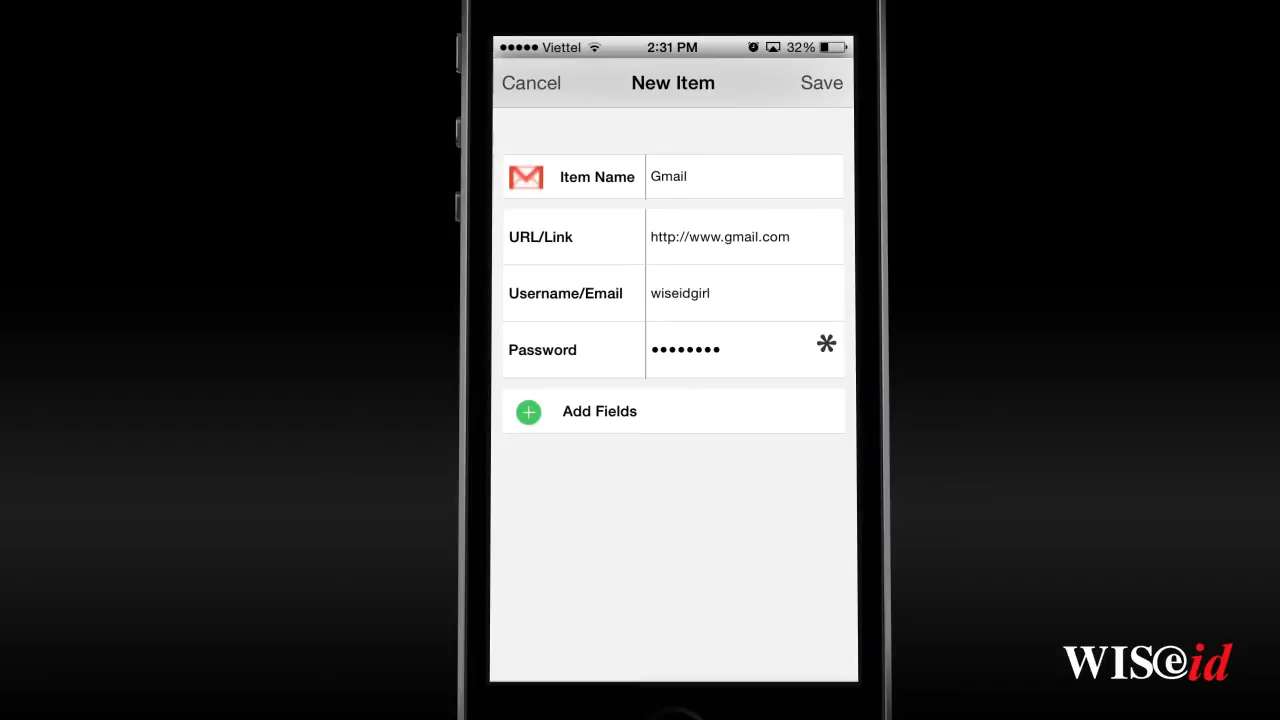 Viettel 2:31 PM 32%
Cancel New Item Save
Item Name Gmail
URL/Link http://www.gmail.com
Username/Email wiseidgirl
Password ••••••••
Add Fields
WISeid